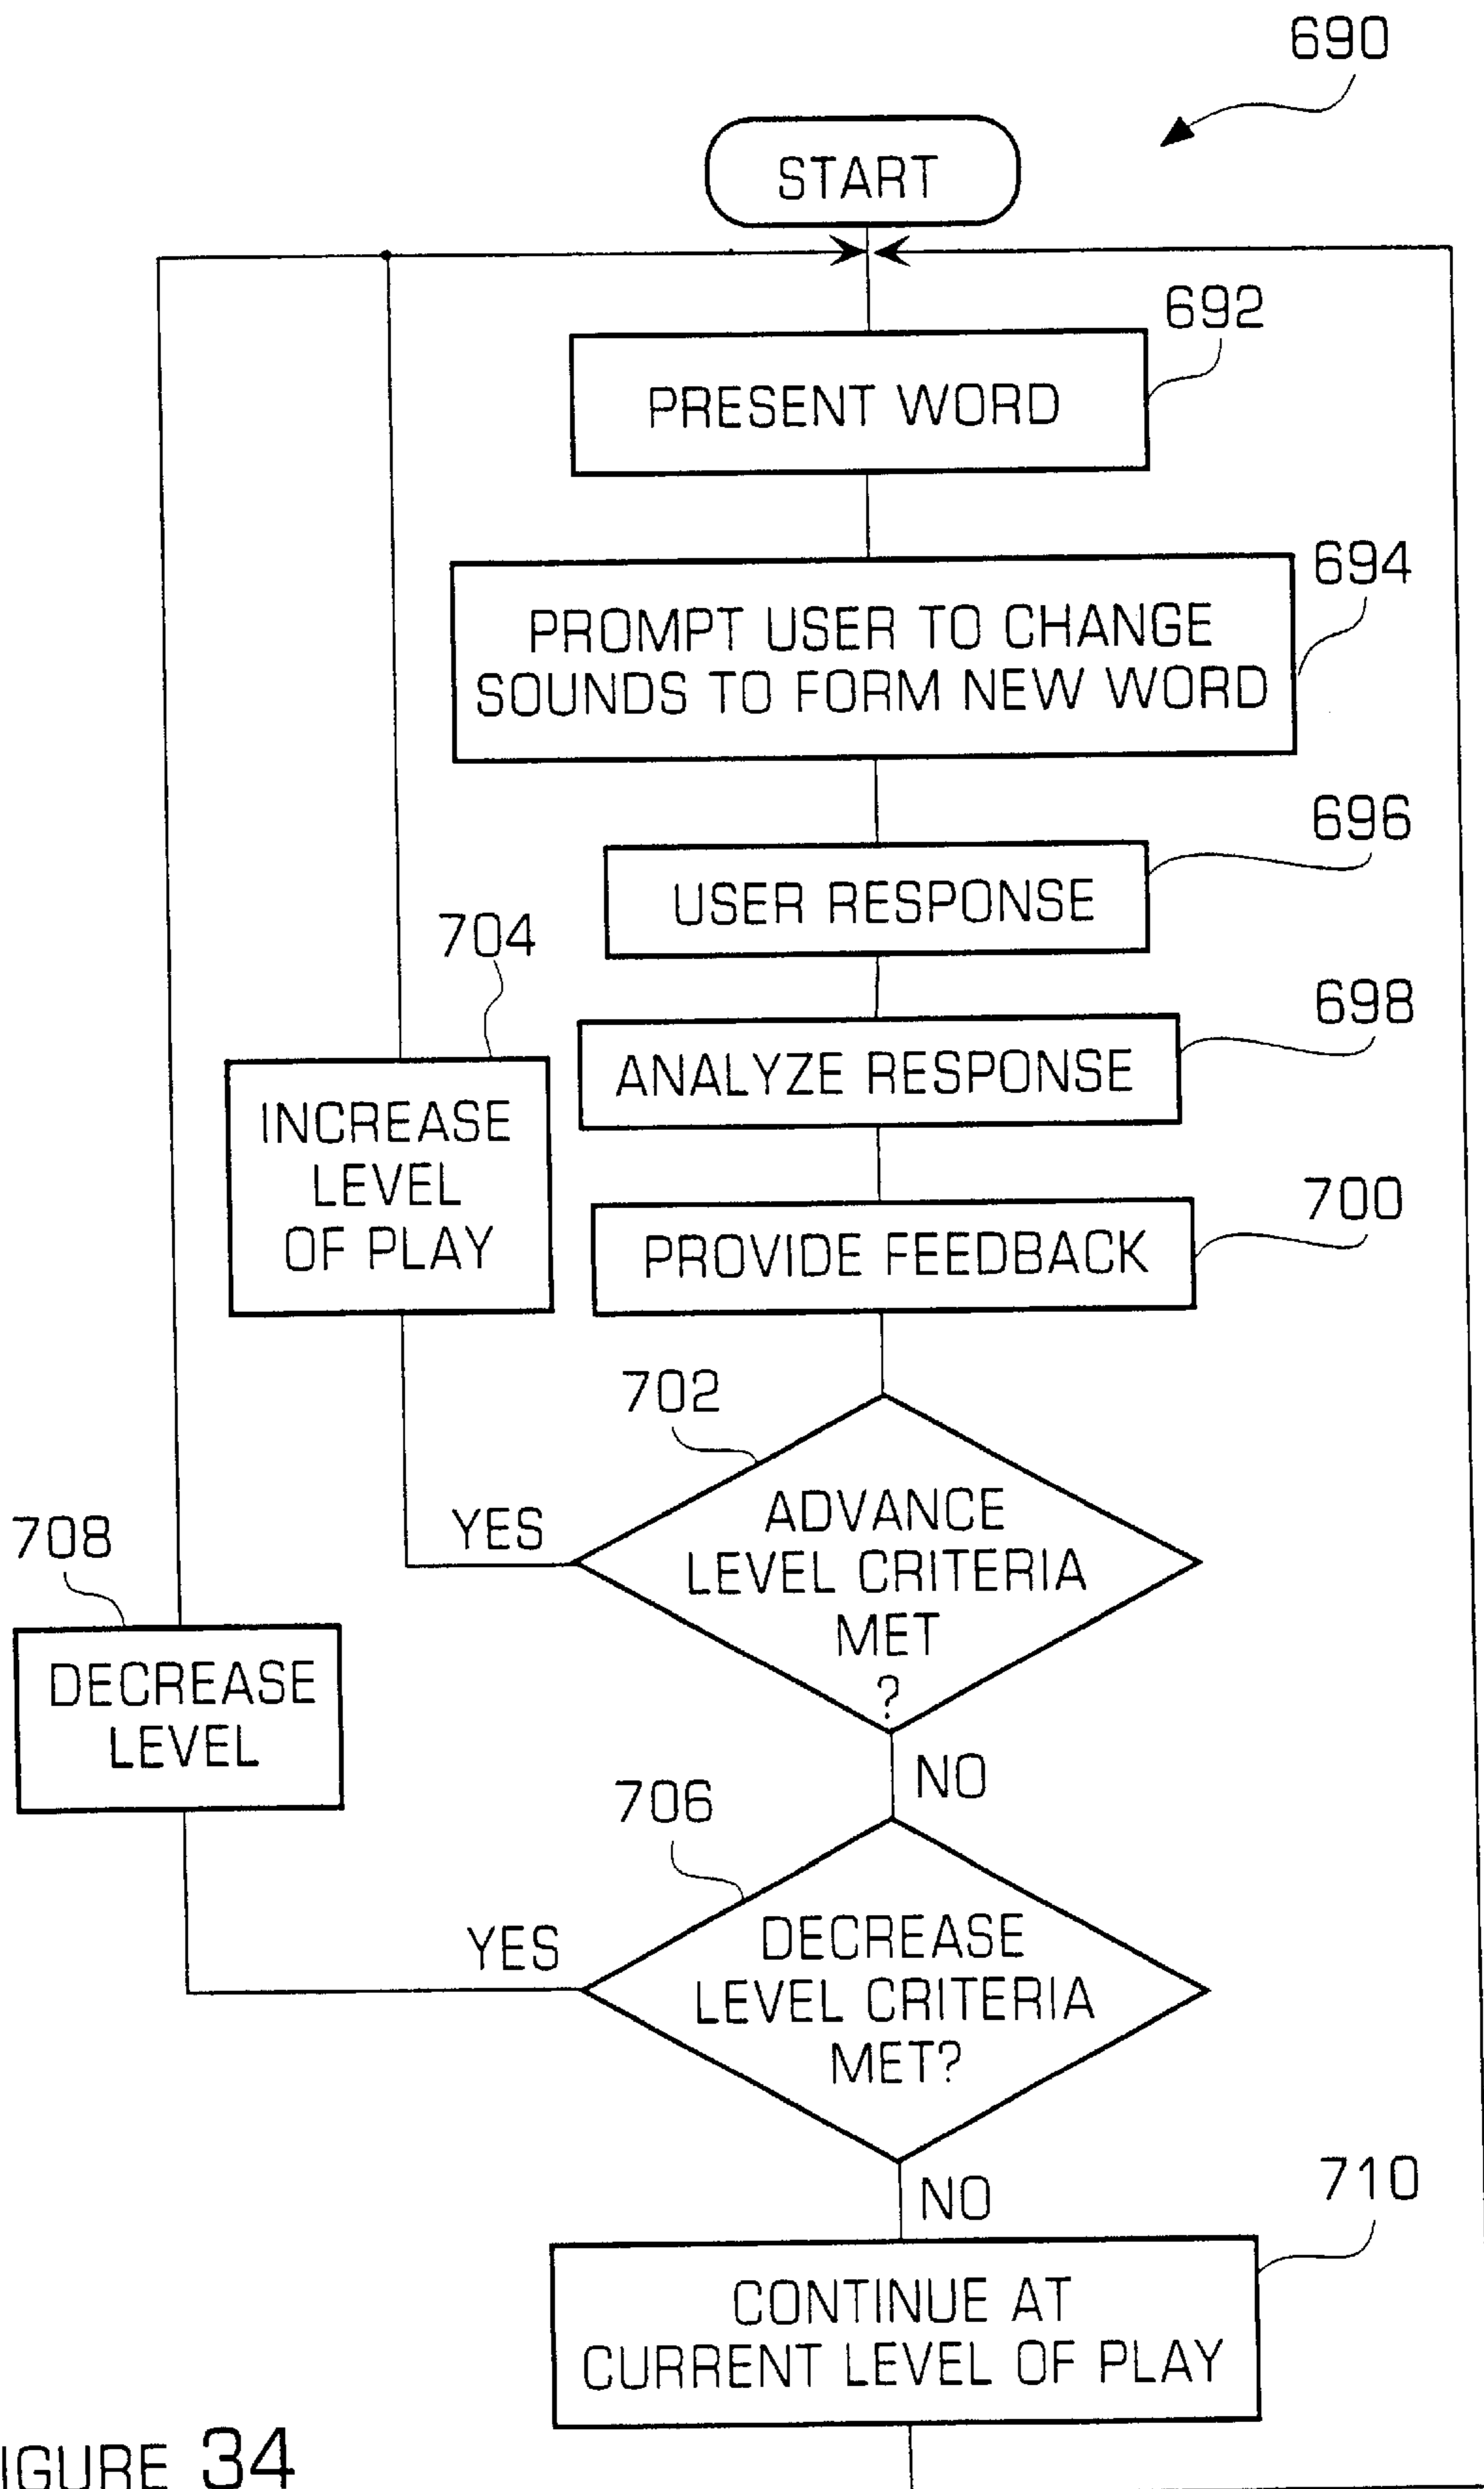 690
START
692
PRESENT WORD
694
PROMPT USER TO CHANGE
SOUNDS TO FORM NEW WORD
696
USER RESPONSE
698
ANALYZE RESPONSE
704
INCREASE
LEVEL
OF PLAY
700
PROVIDE FEEDBACK
702
YES
ADVANCE
LEVEL CRITERIA
MET
?
708
DECREASE
LEVEL
NO
706
YES
DECREASE
LEVEL CRITERIA
MET?
NO
710
CONTINUE AT
CURRENT LEVEL OF PLAY
IGURE 34